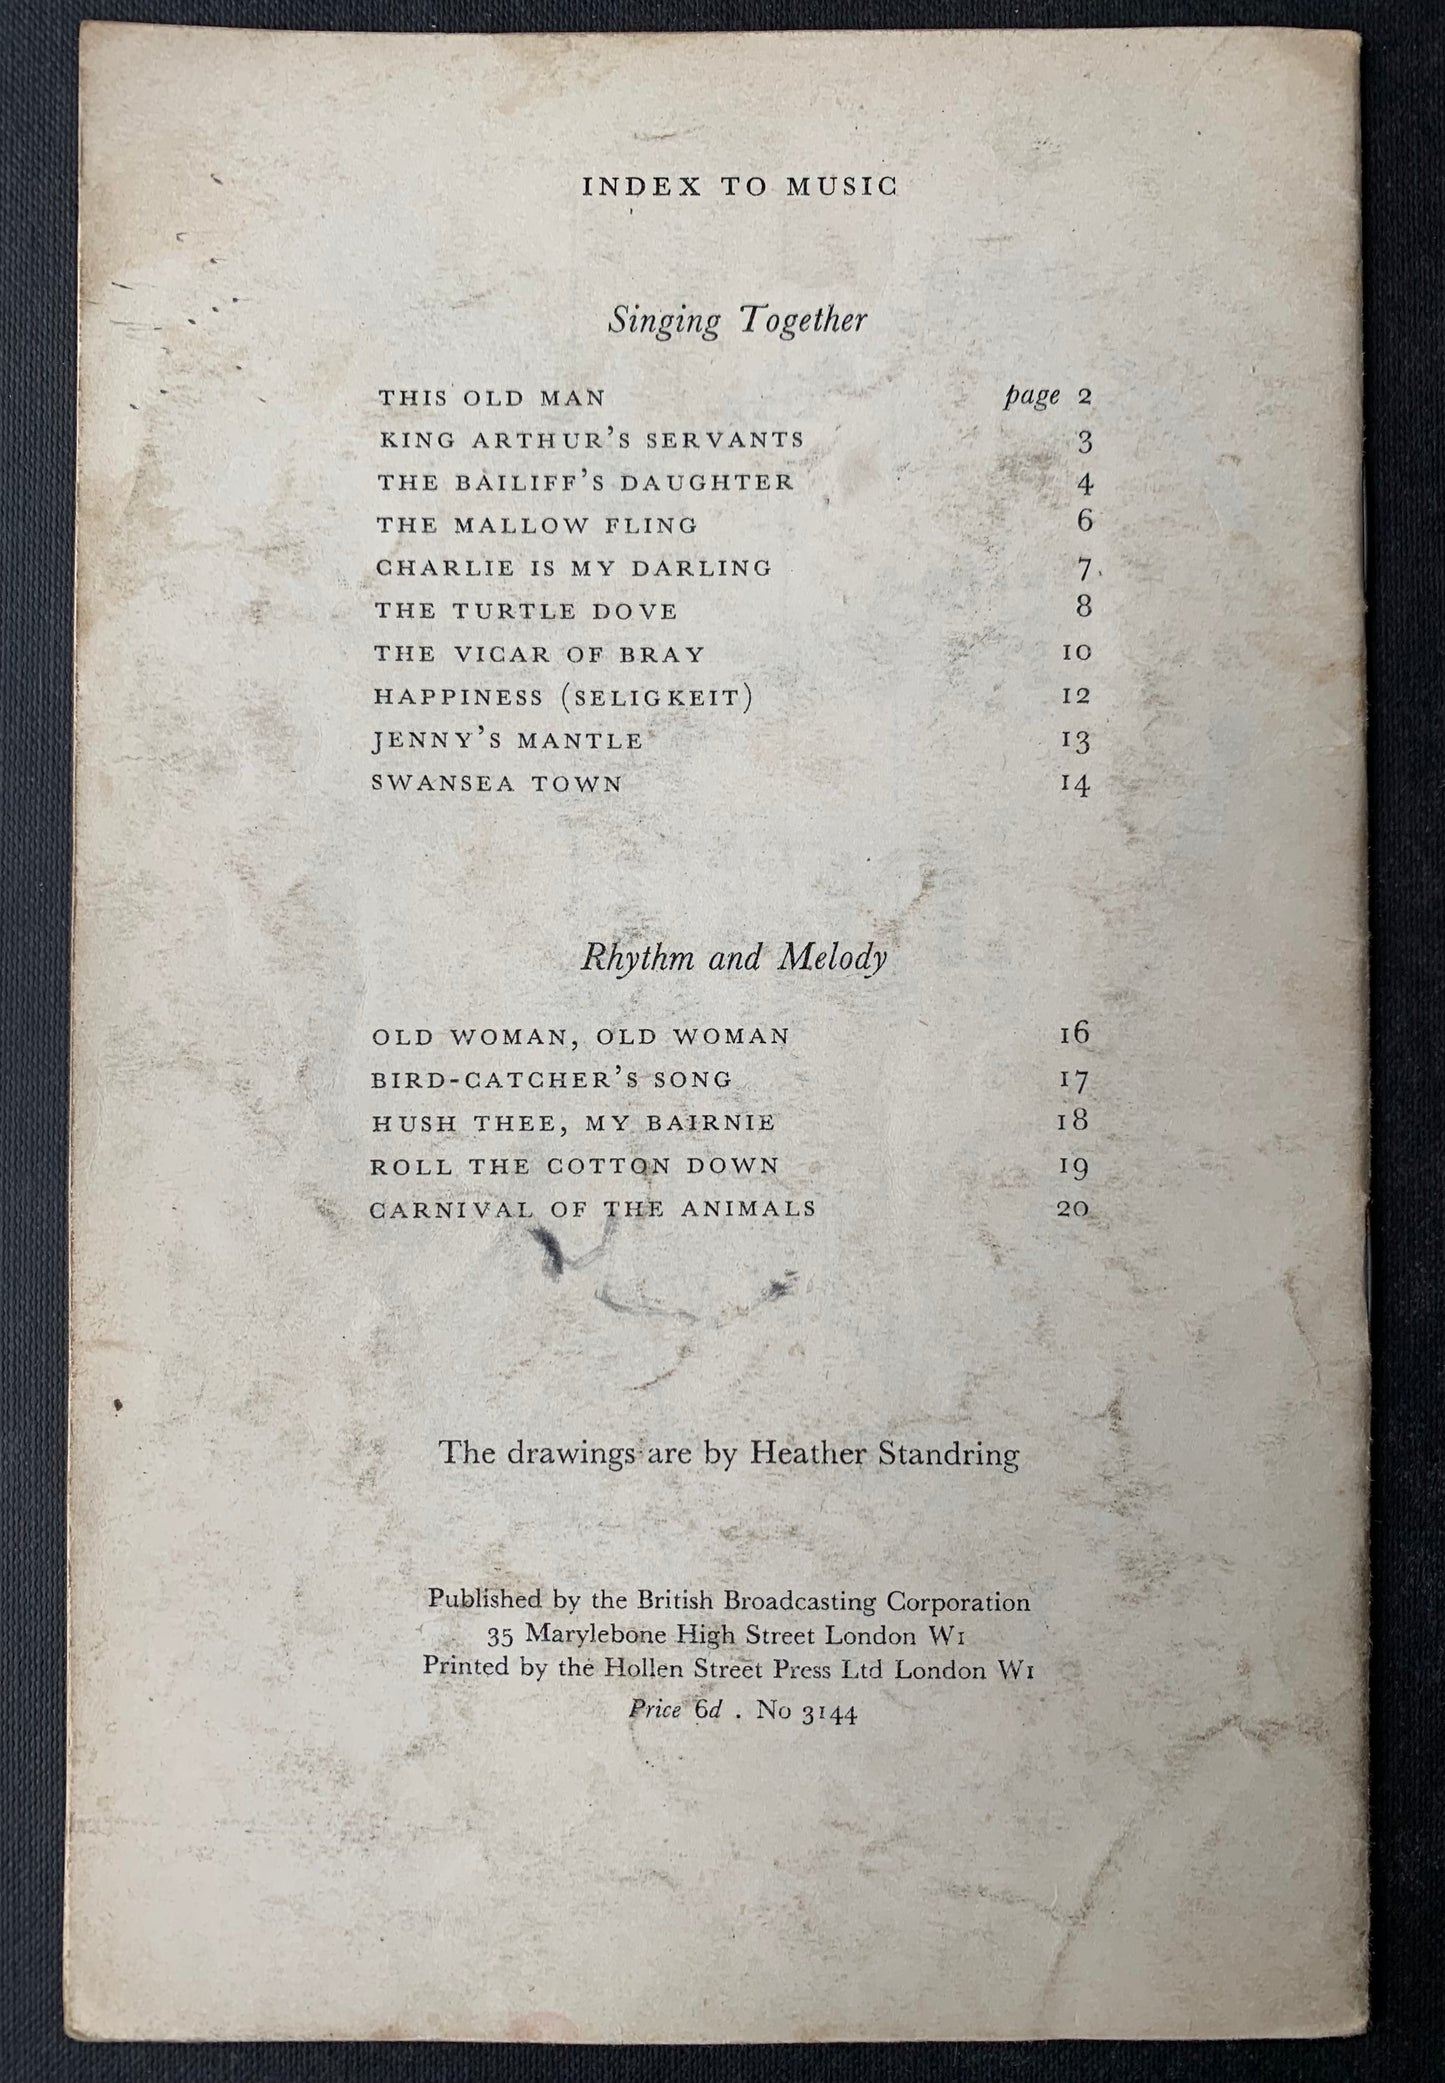 INDEX TO MUSIC
Singing Together
THIS OLD MAN page 2
KING ARTHUR'S SERVANTS 3
THE BAILIFF'S DAUGHTER 4
THE MALLOW FLING 6
CHARLIE IS MY DARLING 7
THE TURTLE DOVE 8
THE VICAR OF BRAY 10
HAPPINESS (SELIGKEIT) 12
JENNY'S MANTLE 13
SWANSEA TOWN 14
Rhythm and Melody
OLD WOMAN, OLD WOMAN 16
BIRD-CATCHER'S SONG 17
HUSH THEE, MY BAIRNIE 18
ROLL THE COTTON DOWN 19
CARNIVAL OF THE ANIMALS 20
The drawings are by Heather Standring
Published by the British Broadcasting Corporation
35 Marylebone High Street London W1
Printed by the Hollen Street Press Ltd London W1
Price 6d . No 3144